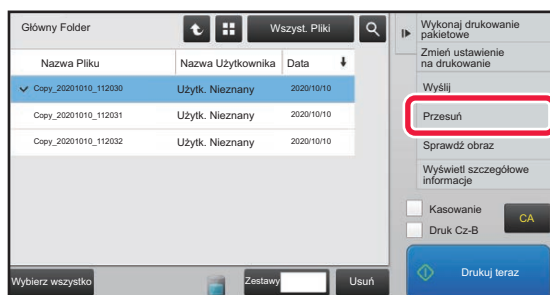 Główny Folder
Wszyst. Pliki
Nazwa Pliku Nazwa Użytkownika Data
Copy_20201010_112030 Użytk. Nieznany 2020/10/10
Copy_20201010_112031 Użytk. Nieznany 2020/10/10
Copy_20201010_112032 Użytk. Nieznany 2020/10/10
Wybierz wszystko Zestawy Usuń
Wykonaj drukowanie
pakietowe
Zmień ustawienie
na drukowanie
Wyślij
Przesuń
Sprawdź obraz
Wyświetl szczegółowe
informacje
Kasowanie
Druk Cz-B
CA
Drukuj teraz